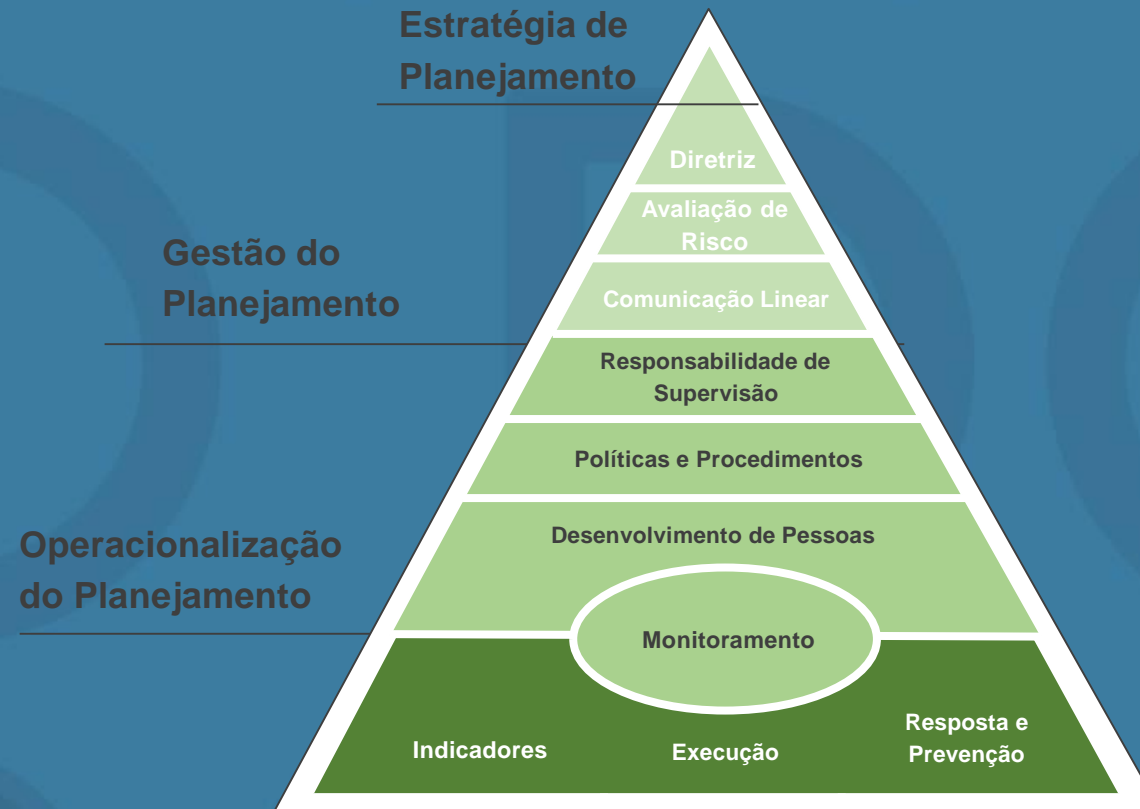 Estratégia de
Planejamento
Diretriz
Avaliação de
Risco
Gestão do
Planejamento
Comunicação Linear
Responsabilidade de
Supervisão
Políticas e Procedimentos
Operacionalização
do Planejamento
Desenvolvimento de Pessoas
Monitoramento
Indicadores
Execução
Resposta e
Prevenção